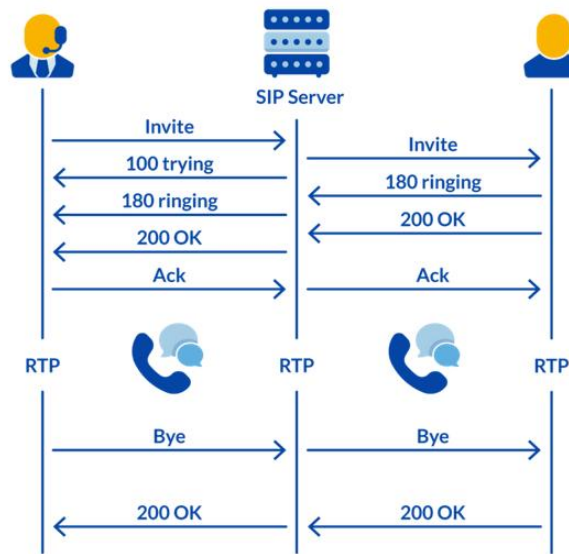 SIP Server
Invite
Invite
100 trying
180 ringing
180 ringing
200 OK
200 OK
Ack
Ack
RTP
RTP
RTP
Bye
Bye
200 OK
200 OK